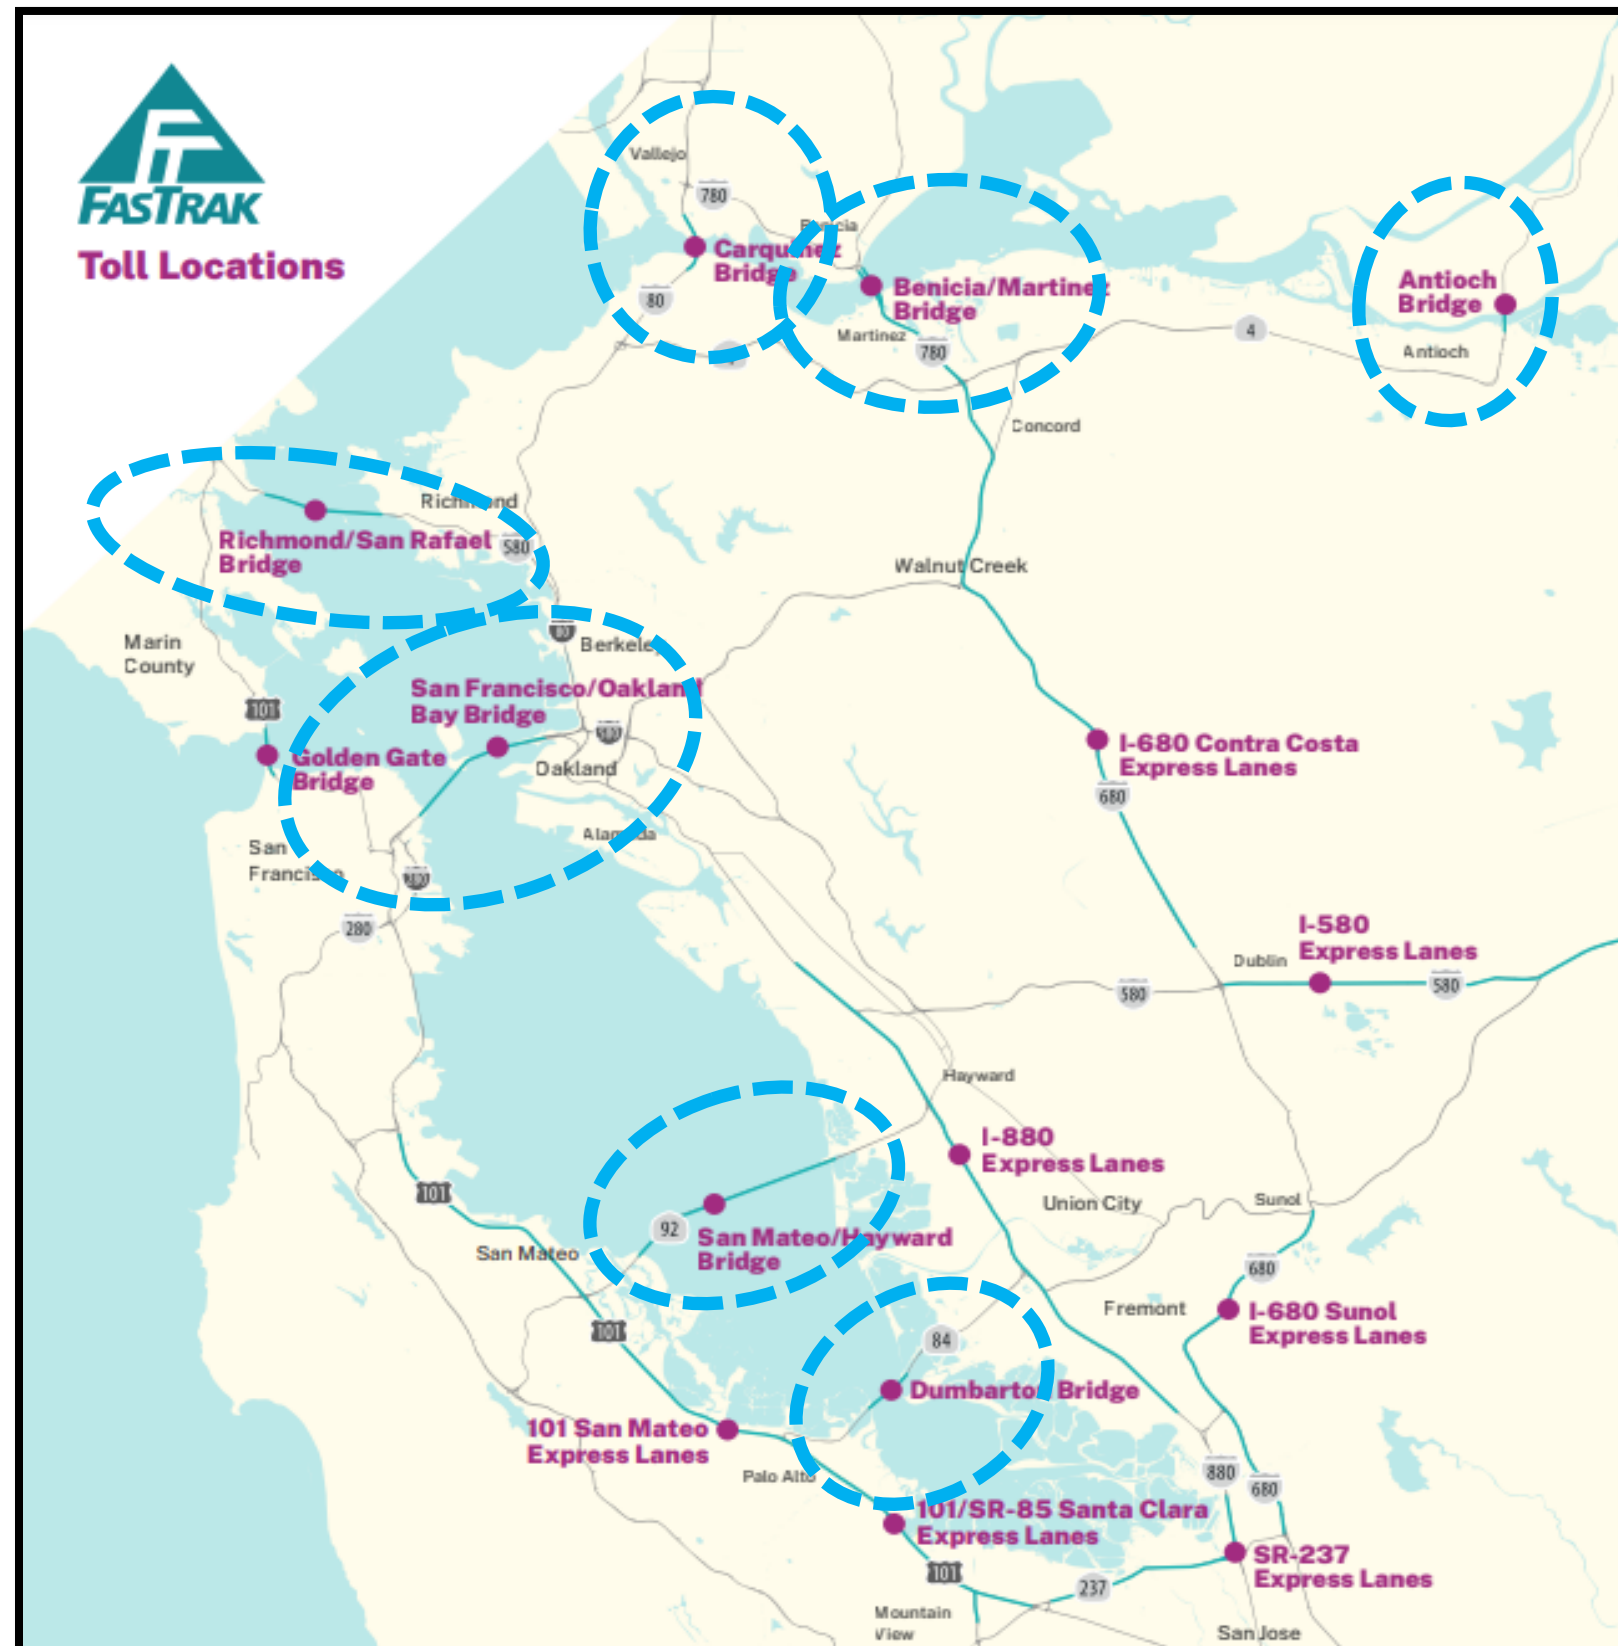 FASTRAK
Toll Locations
Vallejo
780
Benicia
Carquinez
Bridge
80
Benicia/Martinez
Bridge
Martinez
780
4
Antioch
Bridge
Antioch
Concord
Richmond
Richmond/San Rafael
Bridge
580
Walnut Creek
Marin
County
80
Berkeley
San Francisco/Oakland
Bay Bridge
101
Golden Gate
Bridge
Oakland
Alameda
San
Francisco
280
I-680 Contra Costa
Express Lanes
680
I-580
Express Lanes
Dublin
580
580
Hayward
I-880
Express Lanes
Union City
Sunol
101
San Mateo
92
San Mateo/Hayward
Bridge
680
Fremont
I-680 Sunol
Express Lanes
101
84
Dumbarton Bridge
101 San Mateo
Express Lanes
Palo Alto
880
680
101/SR-85 Santa Clara
Express Lanes
SR-237
Express Lanes
101
237
Mountain
View
San Jose